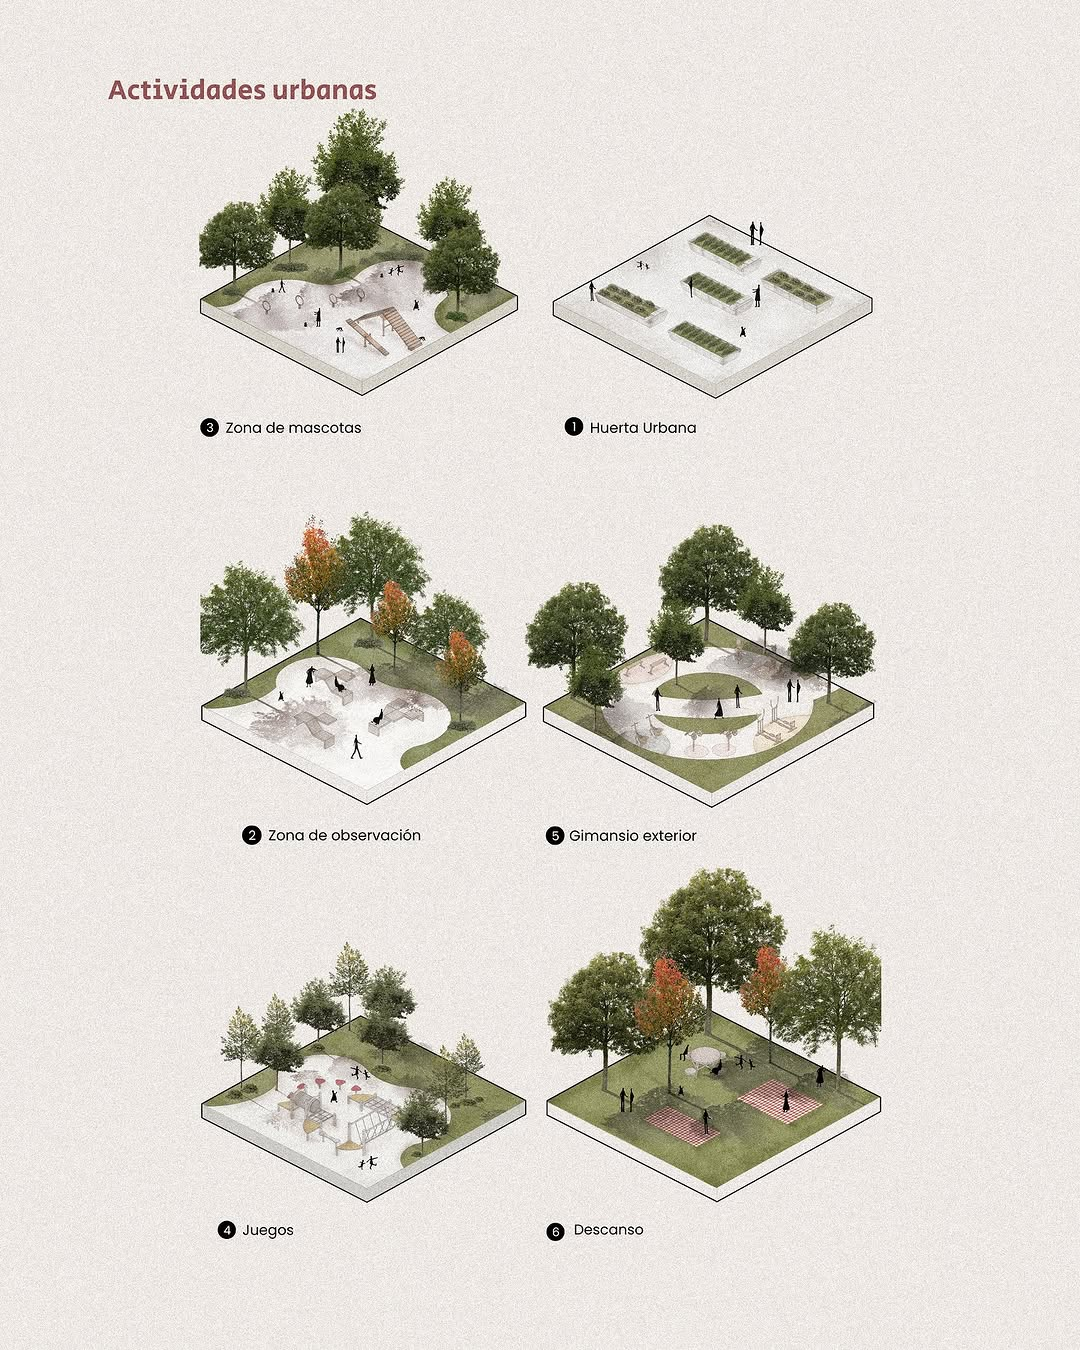 Actividades urbanas
3 Zona de mascotas
1 Huerta Urbana
2 Zona de observación
5 Gimansio exterior
4 Juegos
6 Descanso